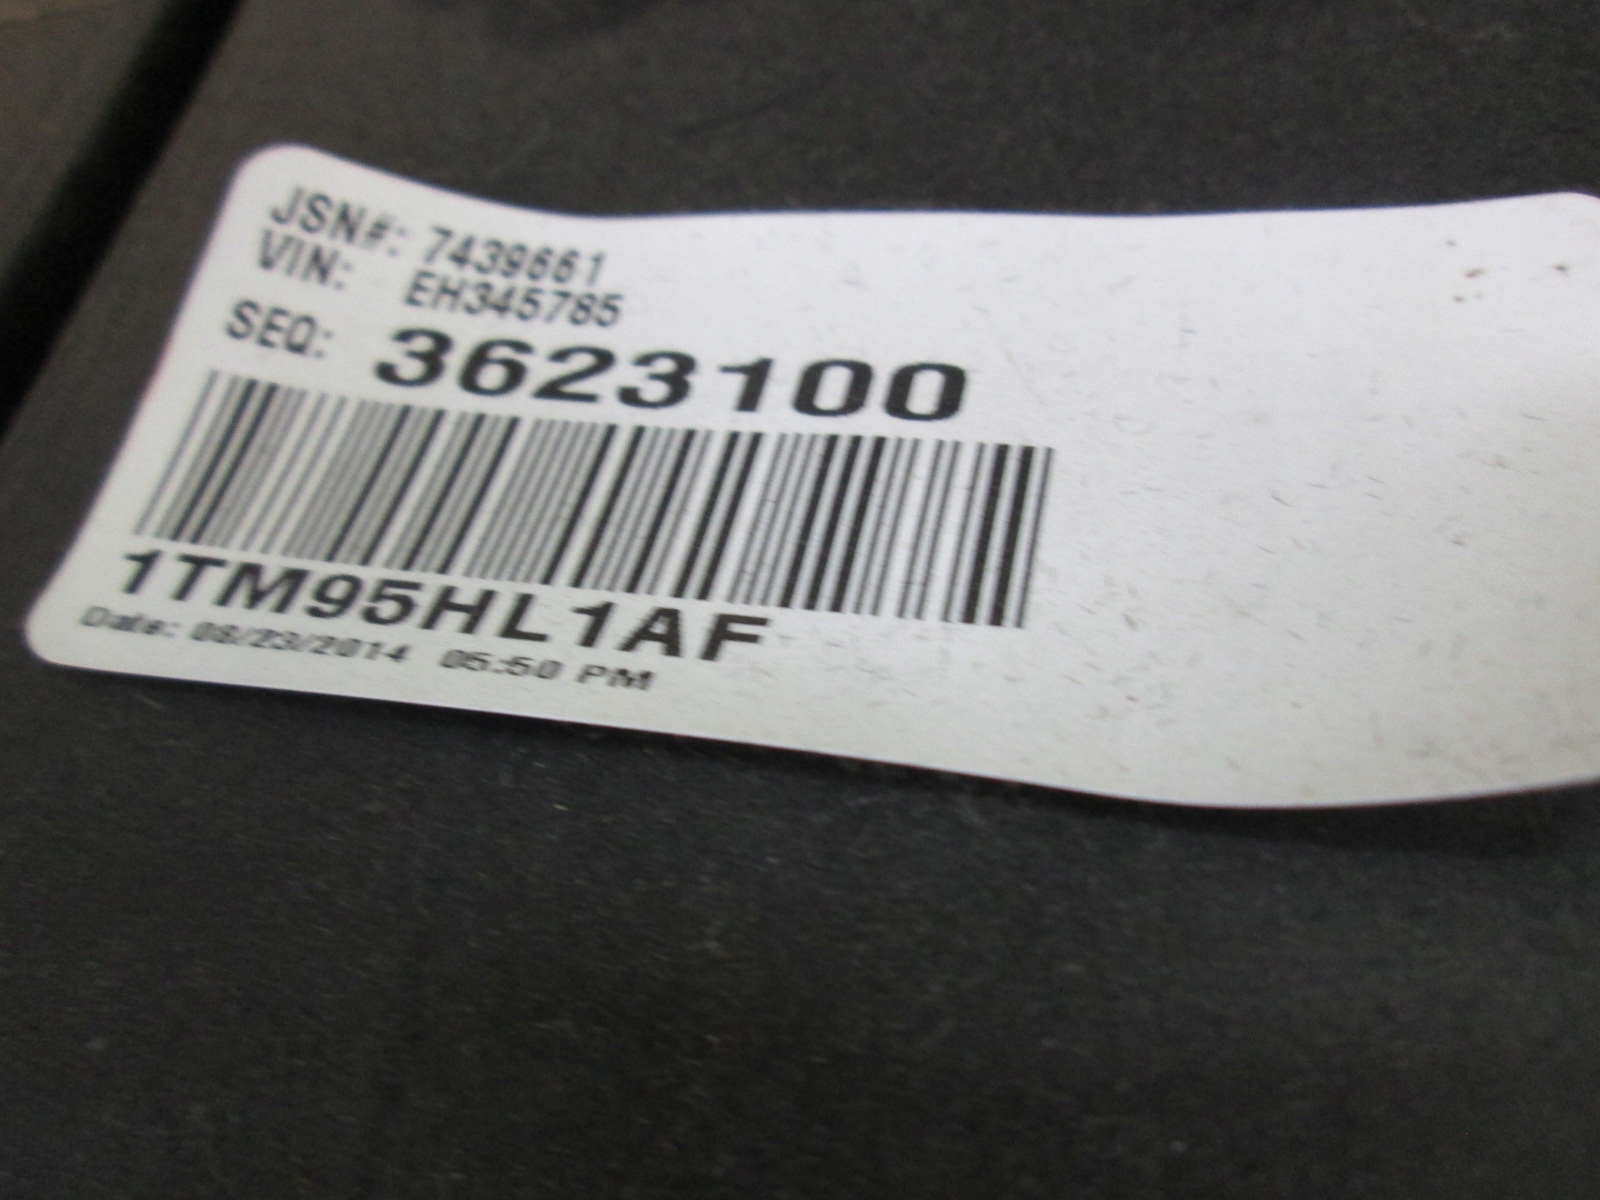 JSN#: 7439661
VIN: EH345785
SEQ: 3623100
1TM95HL1AF
Date: 08/23/2014 05:50 PM